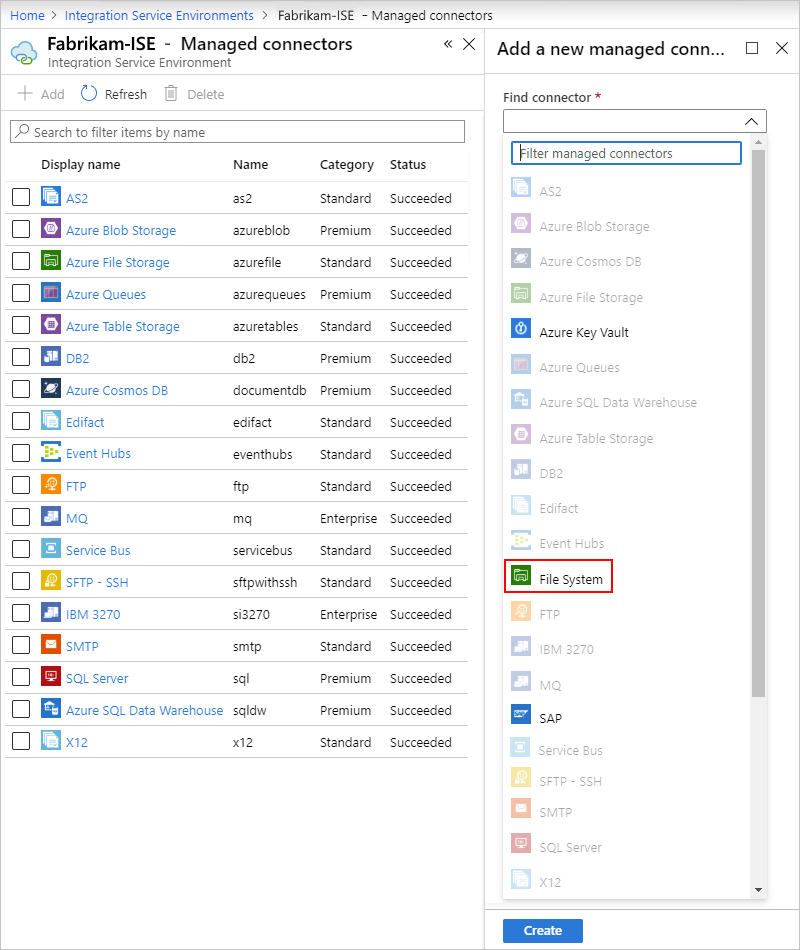 Home > Integration Service Environments > Fabrikam-ISE - Managed connectors
Fabrikam-ISE - Managed connectors
Integration Service Environment
Add Refresh Delete
Search to filter items by name
Display name Name Category Status
AS2 as2 Standard Succeeded
Azure Blob Storage azureblob Premium Succeeded
Azure File Storage azurefile Standard Succeeded
Azure Queues azurequeues Premium Succeeded
Azure Table Storage azuretables Standard Succeeded
DB2 db2 Premium Succeeded
Azure Cosmos DB documentdb Premium Succeeded
Edifact edifact Standard Succeeded
Event Hubs eventhubs Standard Succeeded
FTP ftp Standard Succeeded
MQ mq Enterprise Succeeded
Service Bus servicebus Standard Succeeded
SFTP - SSH sftpwithssh Standard Succeeded
IBM 3270 si3270 Enterprise Succeeded
SMTP smtp Standard Succeeded
SQL Server sql Premium Succeeded
Azure SQL Data Warehouse sqldw Premium Succeeded
X12 x12 Standard Succeeded
Add a new managed conn...
Find connector *
Filter managed connectors
AS2
Azure Blob Storage
Azure Cosmos DB
Azure File Storage
Azure Key Vault
Azure Queues
Azure SQL Data Warehouse
Azure Table Storage
DB2
Edifact
Event Hubs
File System
FTP
IBM 3270
MQ
SAP
Service Bus
SFTP - SSH
SMTP
SQL Server
X12
Create